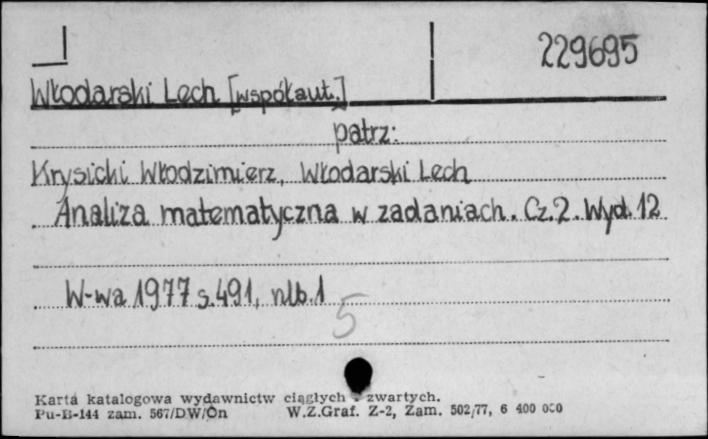 229695
Włodarski Lech [współaut.]
patrz:
Krysicki Włodzimierz, Włodarski Lech
Analiza matematyczna w zadaniach. Cz.2. Wyd. 12
W-wa 1977 s.491, nlb.1
5
Karta katalogowa wydawnictw ciągłych - zwartych.
Pu-B-144 zam. 567/DW/On W.Z.Graf. Z-2, Zam. 502/77, 6 400 000